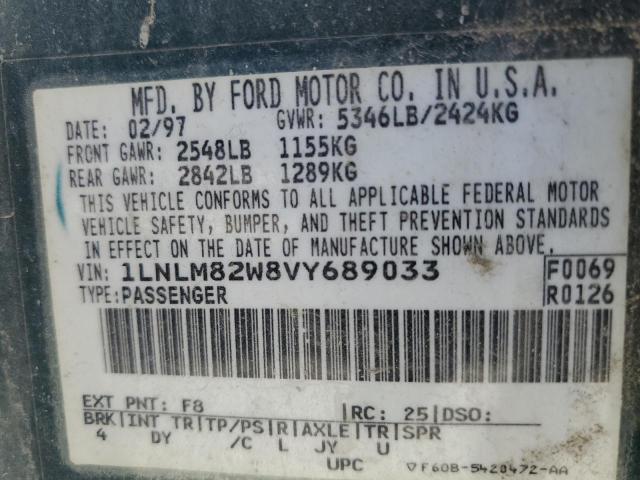 MFD. BY FORD MOTOR CO. IN U.S.A.
DATE: 02/97 GVWR: 5346LB/2424KG
FRONT GAWR: 2548LB 1155KG
REAR GAWR: 2842LB 1289KG
THIS VEHICLE CONFORMS TO ALL APPLICABLE FEDERAL MOTOR
VEHICLE SAFETY, BUMPER, AND THEFT PREVENTION STANDARDS
IN EFFECT ON THE DATE OF MANUFACTURE SHOWN ABOVE.
VIN: 1LNLM82W8VY689033 F0069
TYPE: PASSENGER R0126
EXT PNT: F8 RC: 25 DSO:
BRK INT TR TP/PS R AXLE TR SPR
4 DY /C L JY U
UPC ▽F60B-5420472-AA